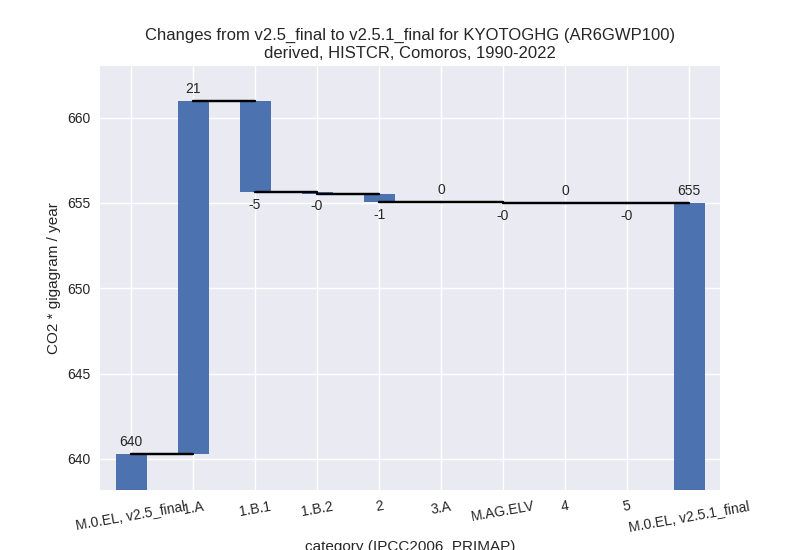 Changes from v2.5_final to v2.5.1_final for KYOTOGHG (AR6GWP100)
derived, HISTCR, Comoros, 1990-2022
CO2 * gigagram / year
660
655
650
645
640
640
21
-5
-0
-1
0
-0
0
-0
655
M.0.EL, v2.5_final
1.A
1.B.1
1.B.2
2
3.A
M.AG.ELV
4
5
M.0.EL, v2.5.1_final
category (IPCC2006_PRIMAP)